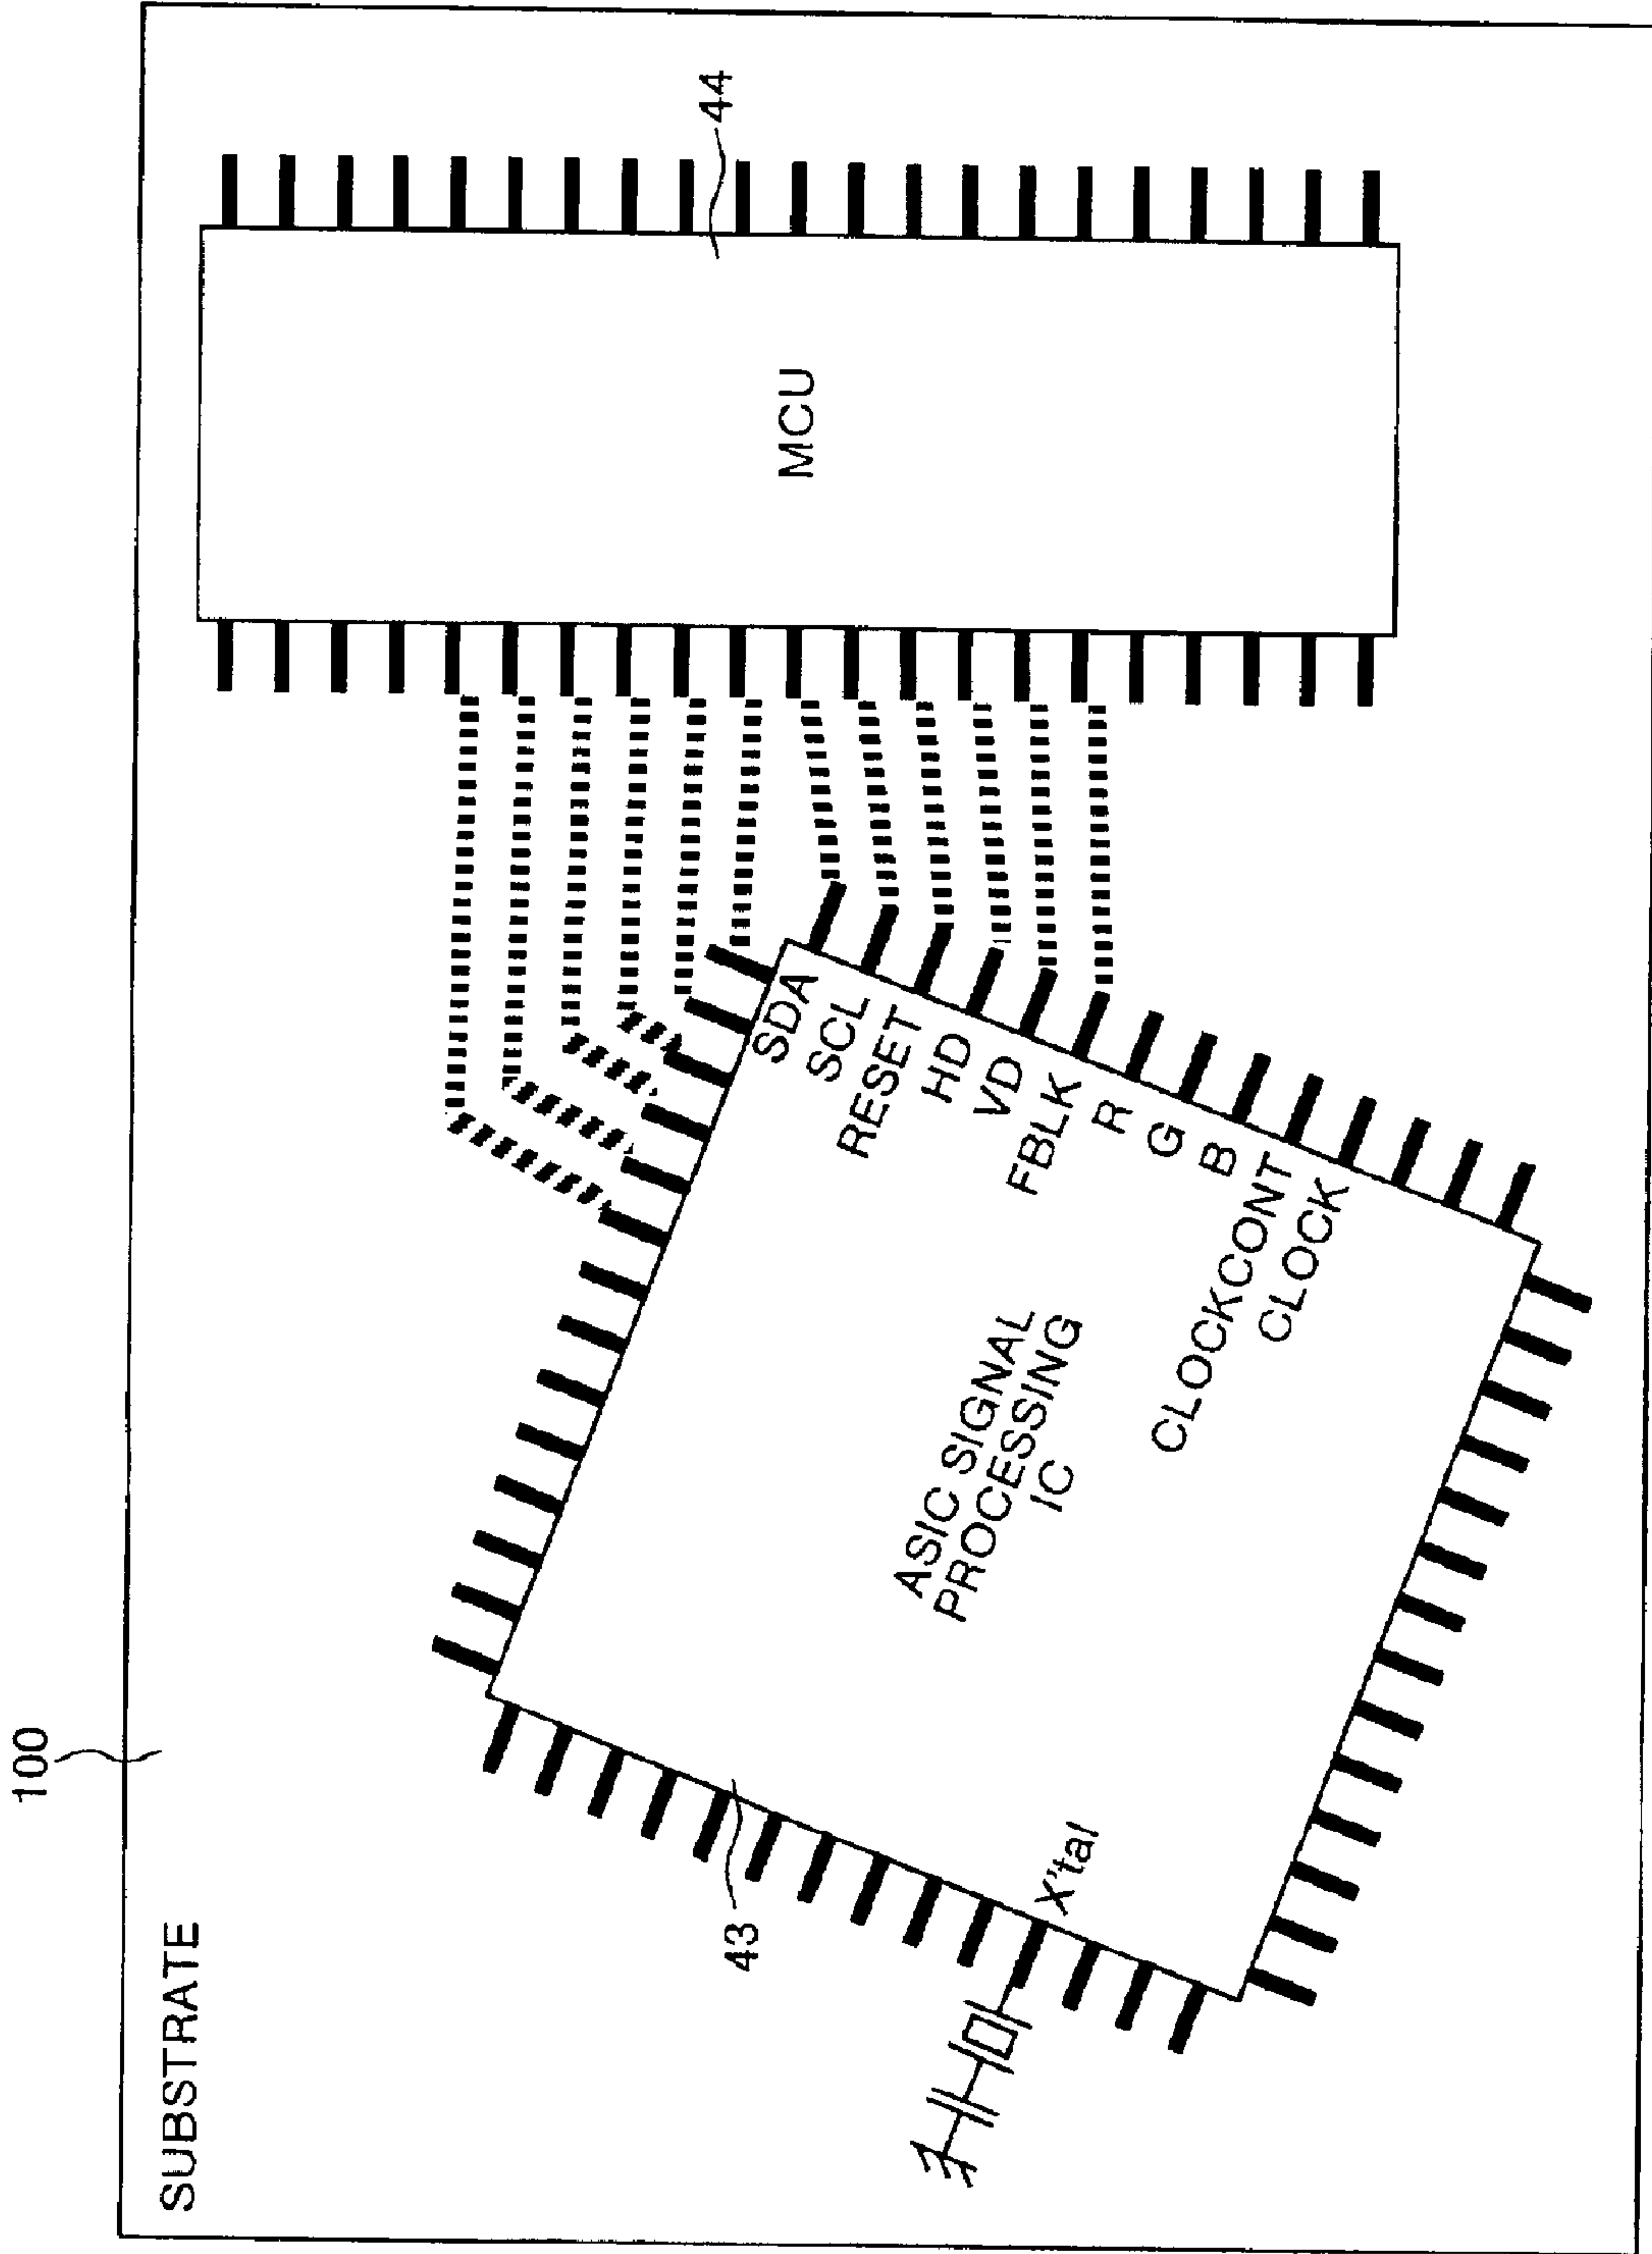 100
SUBSTRATE
44
MCU
SDA
SCL
RESET
HD
VD
FBLK
R
G
B
CLOCKCONT
CLOCK
ASIC SIGNAL
PROCESSING
IC
X'tal
43